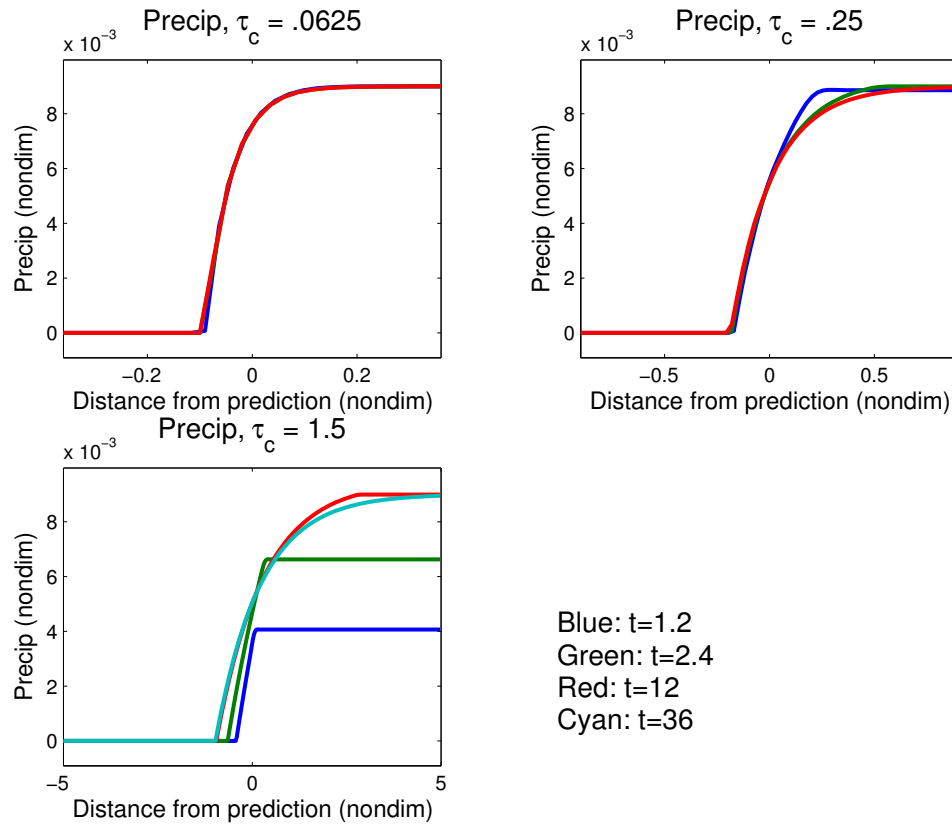 Precip, τc = .0625
x 10−3
Precip (nondim)
8
6
4
2
0
−0.2 0 0.2
Distance from prediction (nondim)
Precip, τc = .25
x 10−3
Precip (nondim)
8
6
4
2
0
−0.5 0 0.5
Distance from prediction (nondim)
Precip, τc = 1.5
x 10−3
Precip (nondim)
8
6
4
2
0
−5 0 5
Distance from prediction (nondim)
Blue: t=1.2
Green: t=2.4
Red: t=12
Cyan: t=36